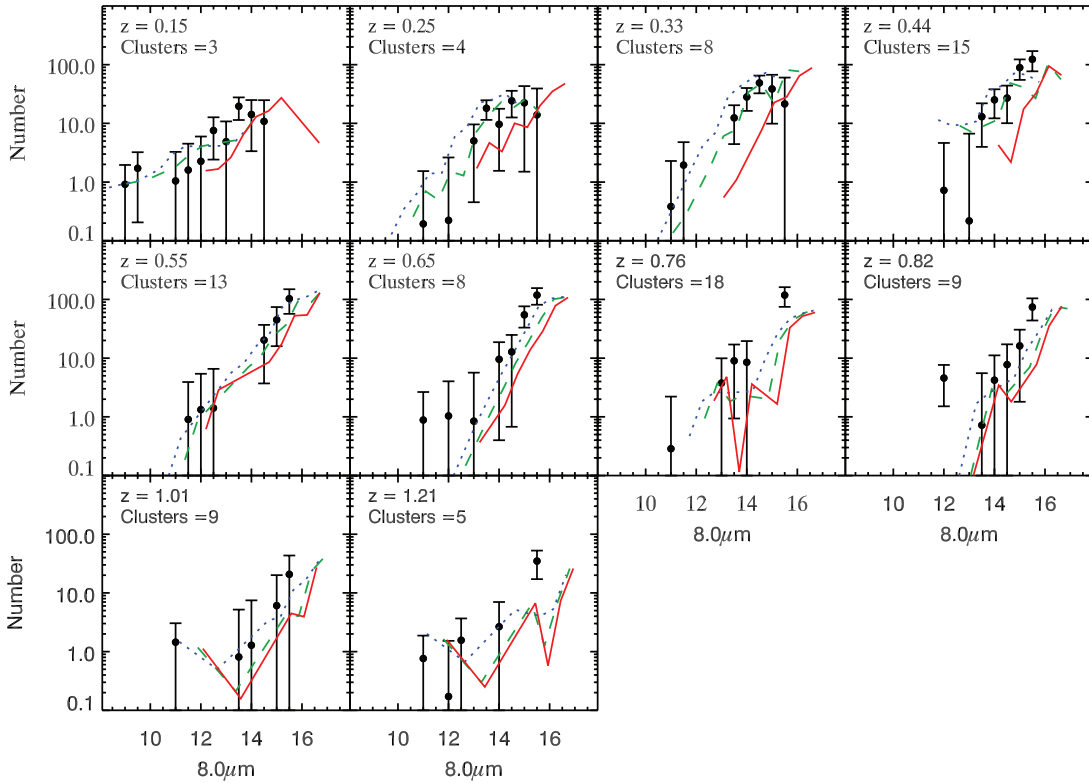 z = 0.15
Clusters =3
z = 0.25
Clusters =4
z = 0.33
Clusters =8
z = 0.44
Clusters =15
Number
100.0
10.0
1.0
0.1
z = 0.55
Clusters =13
z = 0.65
Clusters =8
z = 0.76
Clusters =18
z = 0.82
Clusters =9
Number
100.0
10.0
1.0
0.1
z = 1.01
Clusters =9
z = 1.21
Clusters =5
10 12 14 16
8.0μm
10 12 14 16
8.0μm
Number
100.0
10.0
1.0
0.1
10 12 14 16
8.0μm
10 12 14 16
8.0μm